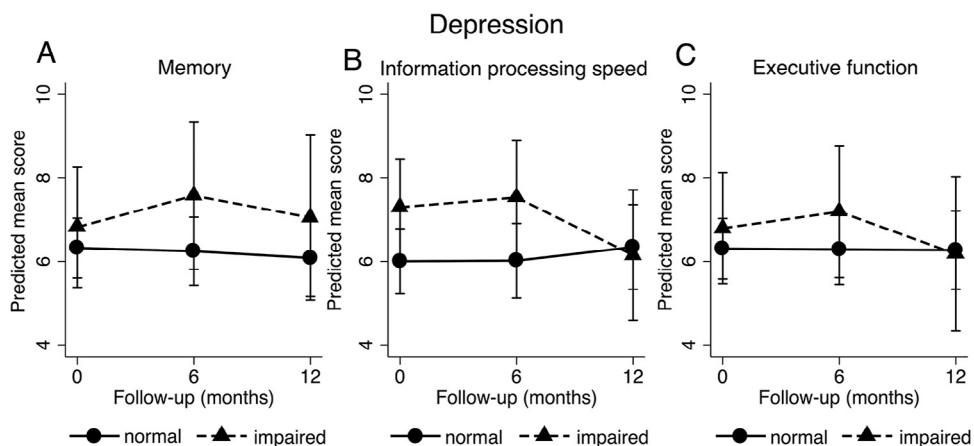 Depression
A
Memory
Predicted mean score
10
8
6
4
0
6
12
Follow-up (months)
normal
impaired
B
Information processing speed
Predicted mean score
10
8
6
4
0
6
12
Follow-up (months)
normal
impaired
C
Executive function
Predicted mean score
10
8
6
4
0
6
12
Follow-up (months)
normal
impaired